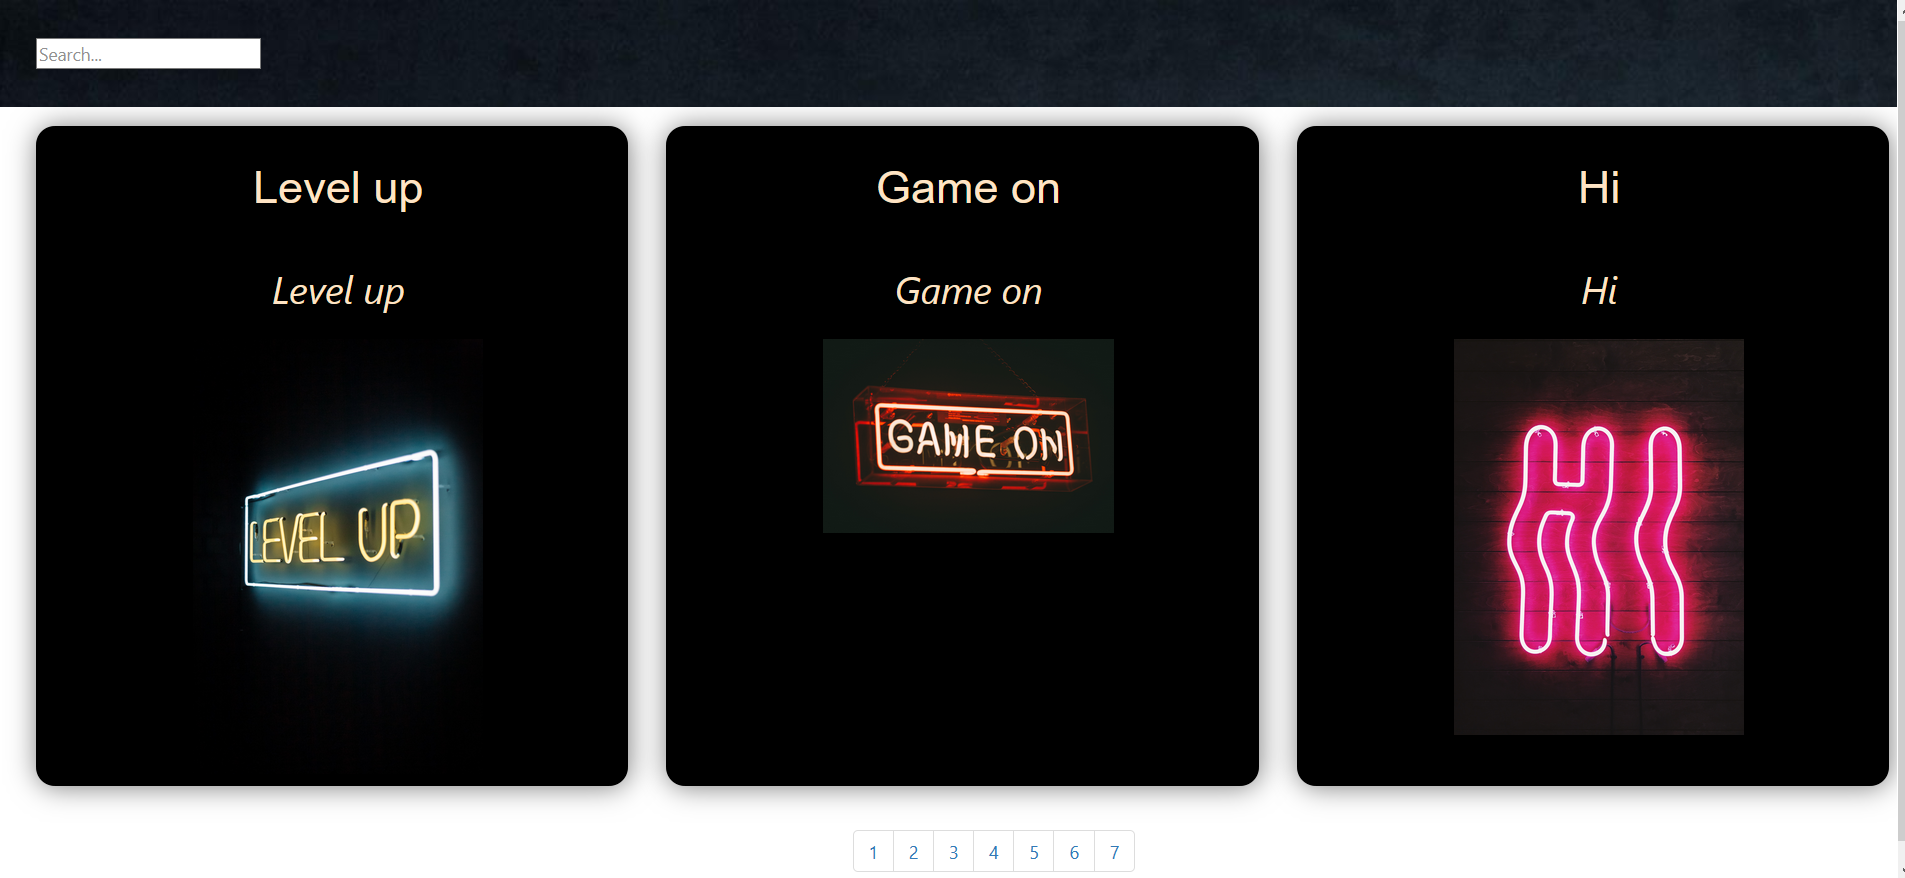 Search...
Level up
Level up
LEVEL UP
Game on
Game on
GAME ON
Hi
Hi
HI
1 2 3 4 5 6 7